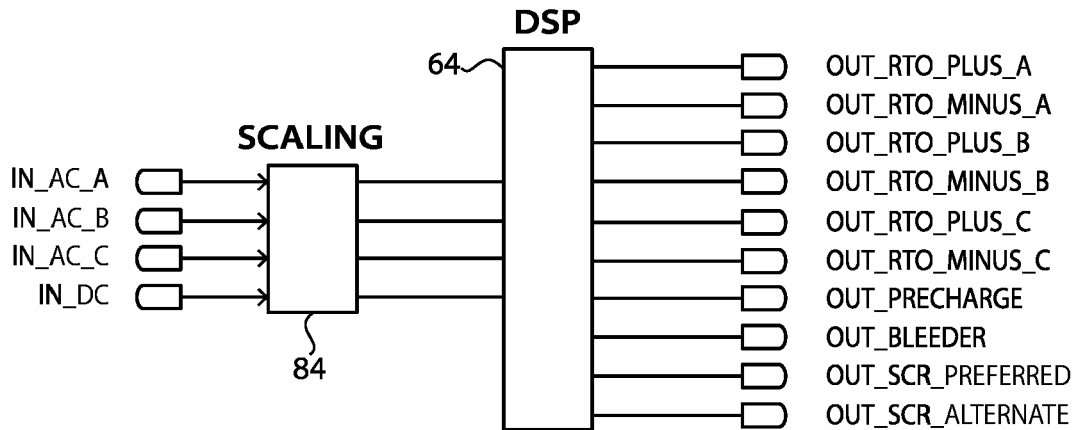 DSP
64
SCALING
IN_AC_A
IN_AC_B
IN_AC_C
IN_DC
84
OUT_RTO_PLUS_A
OUT_RTO_MINUS_A
OUT_RTO_PLUS_B
OUT_RTO_MINUS_B
OUT_RTO_PLUS_C
OUT_RTO_MINUS_C
OUT_PRECHARGE
OUT_BLEEDER
OUT_SCR_PREFERRED
OUT_SCR_ALTERNATE